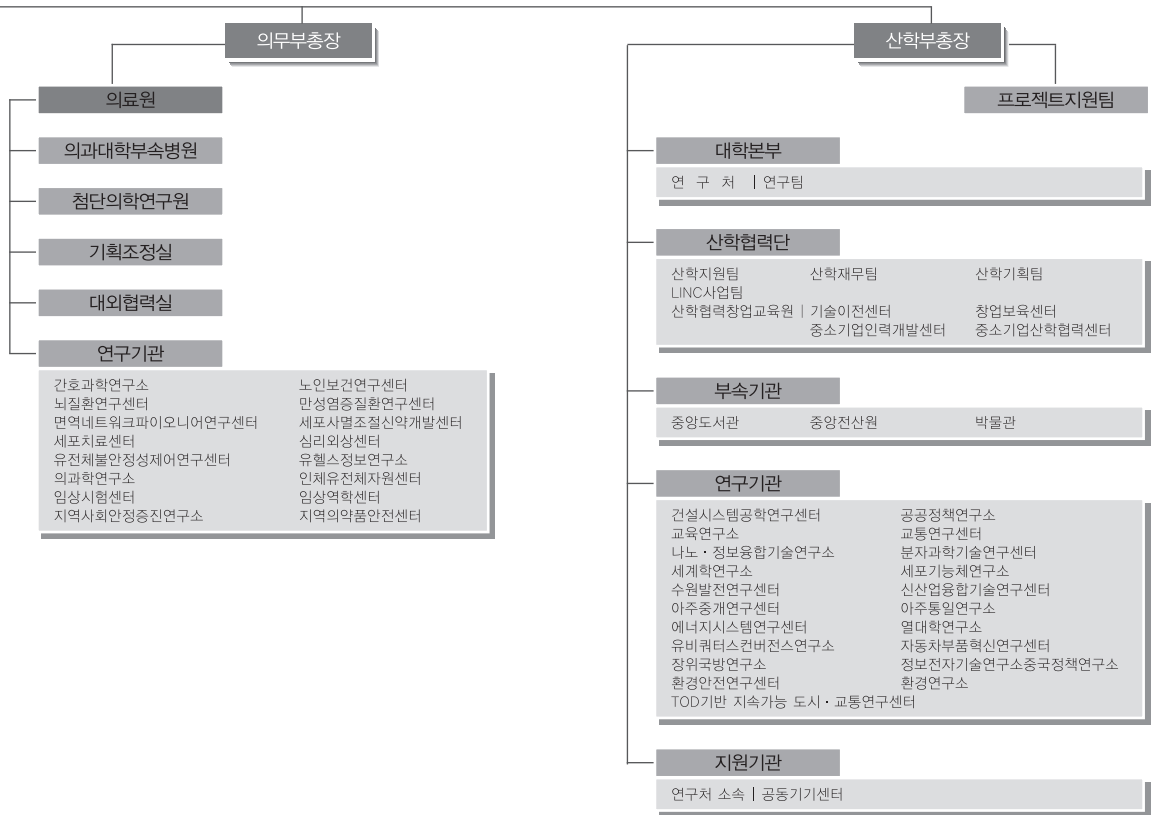 의무부총장
의료원
의과대학부속병원
첨단의학연구원
기획조정실
대외협력실
연구기관
간호과학연구소 노인보건연구센터
뇌질환연구센터 만성염증질환연구센터
면역네트워크파이오니어연구센터 세포사멸조절신약개발센터
세포치료센터 심리외상센터
유전체불안정성제어연구센터 유헬스정보연구소
의과학연구소 인체유전체자원센터
임상시험센터 임상역학센터
지역사회안정증진연구소 지역의약품안전센터
산학부총장
프로젝트지원팀
대학본부
연 구 처 | 연구팀
산학협력단
산학지원팀 산학재무팀 산학기획팀
LINC사업팀
산학협력창업교육원 | 기술이전센터 창업보육센터
중소기업인력개발센터 중소기업산학협력센터
부속기관
중앙도서관 중앙전산원 박물관
연구기관
건설시스템공학연구센터 공공정책연구소
교육연구소 교통연구센터
나노·정보융합기술연구소 분자과학기술연구센터
세계학연구소 세포기능체연구소
수원발전연구센터 신산업융합기술연구센터
아주중개연구센터 아주통일연구소
에너지시스템연구센터 열대학연구소
유비쿼터스컨버전스연구소 자동차부품혁신연구센터
장위국방연구소 정보전자기술연구소중국정책연구소
환경안전연구센터 환경연구소
TOD기반 지속가능 도시·교통연구센터
지원기관
연구처 소속 | 공동기기센터